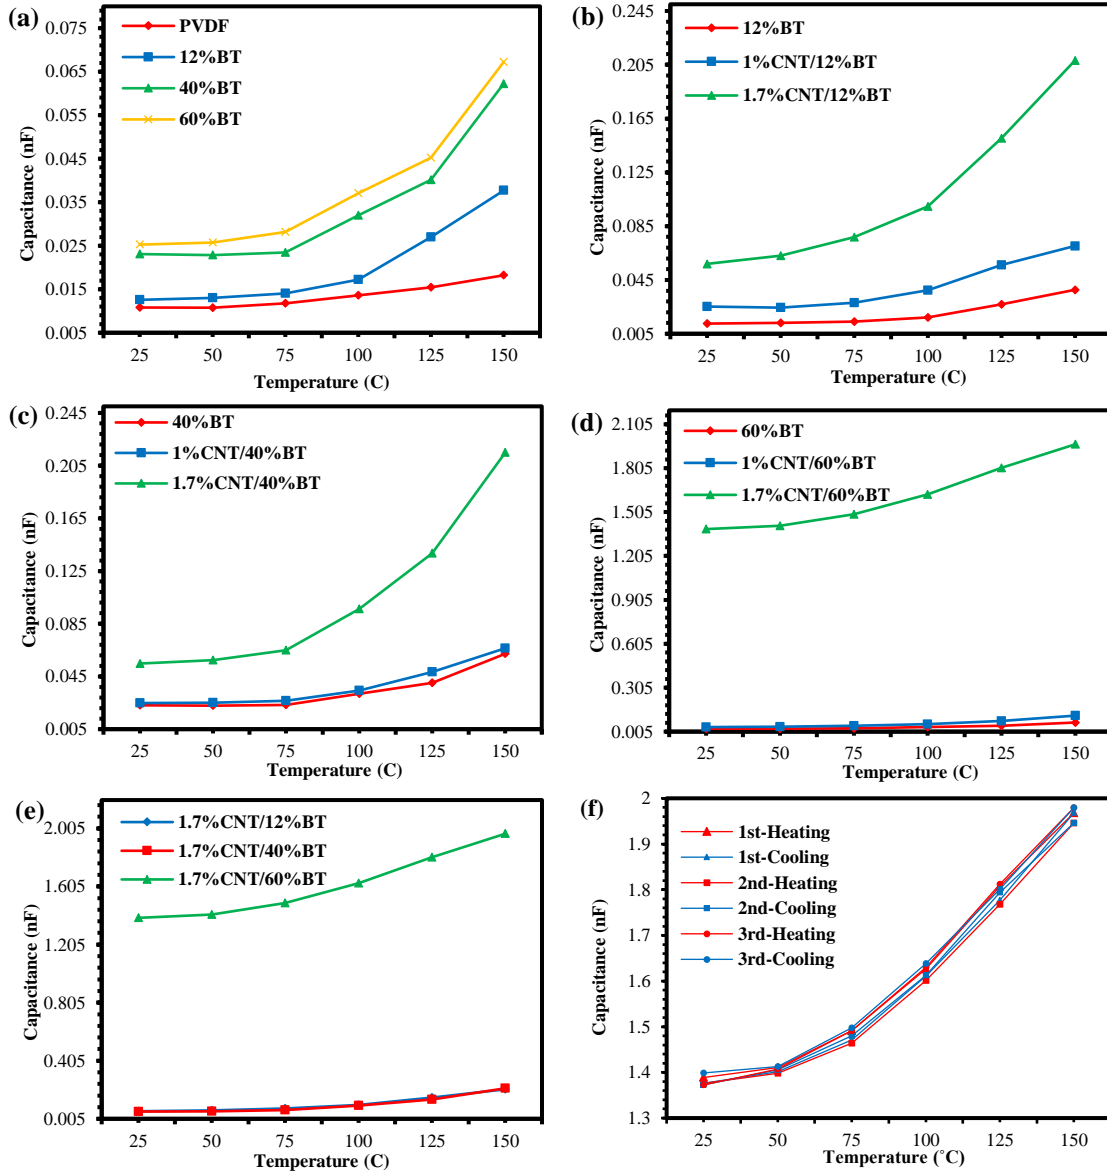 (a)
0.075
0.065
0.055
0.045
0.035
0.025
0.015
0.005
Capacitance (nF)
PVDF
12%BT
40%BT
60%BT
25 50 75 100 125 150
Temperature (C)
(b)
0.245
0.205
0.165
0.125
0.085
0.045
0.005
Capacitance (nF)
12%BT
1%CNT/12%BT
1.7%CNT/12%BT
25 50 75 100 125 150
Temperature (C)
(c)
0.245
0.205
0.165
0.125
0.085
0.045
0.005
Capacitance (nF)
40%BT
1%CNT/40%BT
1.7%CNT/40%BT
25 50 75 100 125 150
Temperature (C)
(d)
2.105
1.805
1.505
1.205
0.905
0.605
0.305
0.005
Capacitance (nF)
60%BT
1%CNT/60%BT
1.7%CNT/60%BT
25 50 75 100 125 150
Temperature (C)
(e)
2.005
1.605
1.205
0.805
0.405
0.005
Capacitance (nF)
1.7%CNT/12%BT
1.7%CNT/40%BT
1.7%CNT/60%BT
25 50 75 100 125 150
Temperature (C)
(f)
2
1.9
1.8
1.7
1.6
1.5
1.4
1.3
Capacitance (nF)
1st-Heating
1st-Cooling
2nd-Heating
2nd-Cooling
3rd-Heating
3rd-Cooling
25 50 75 100 125 150
Temperature (˚C)